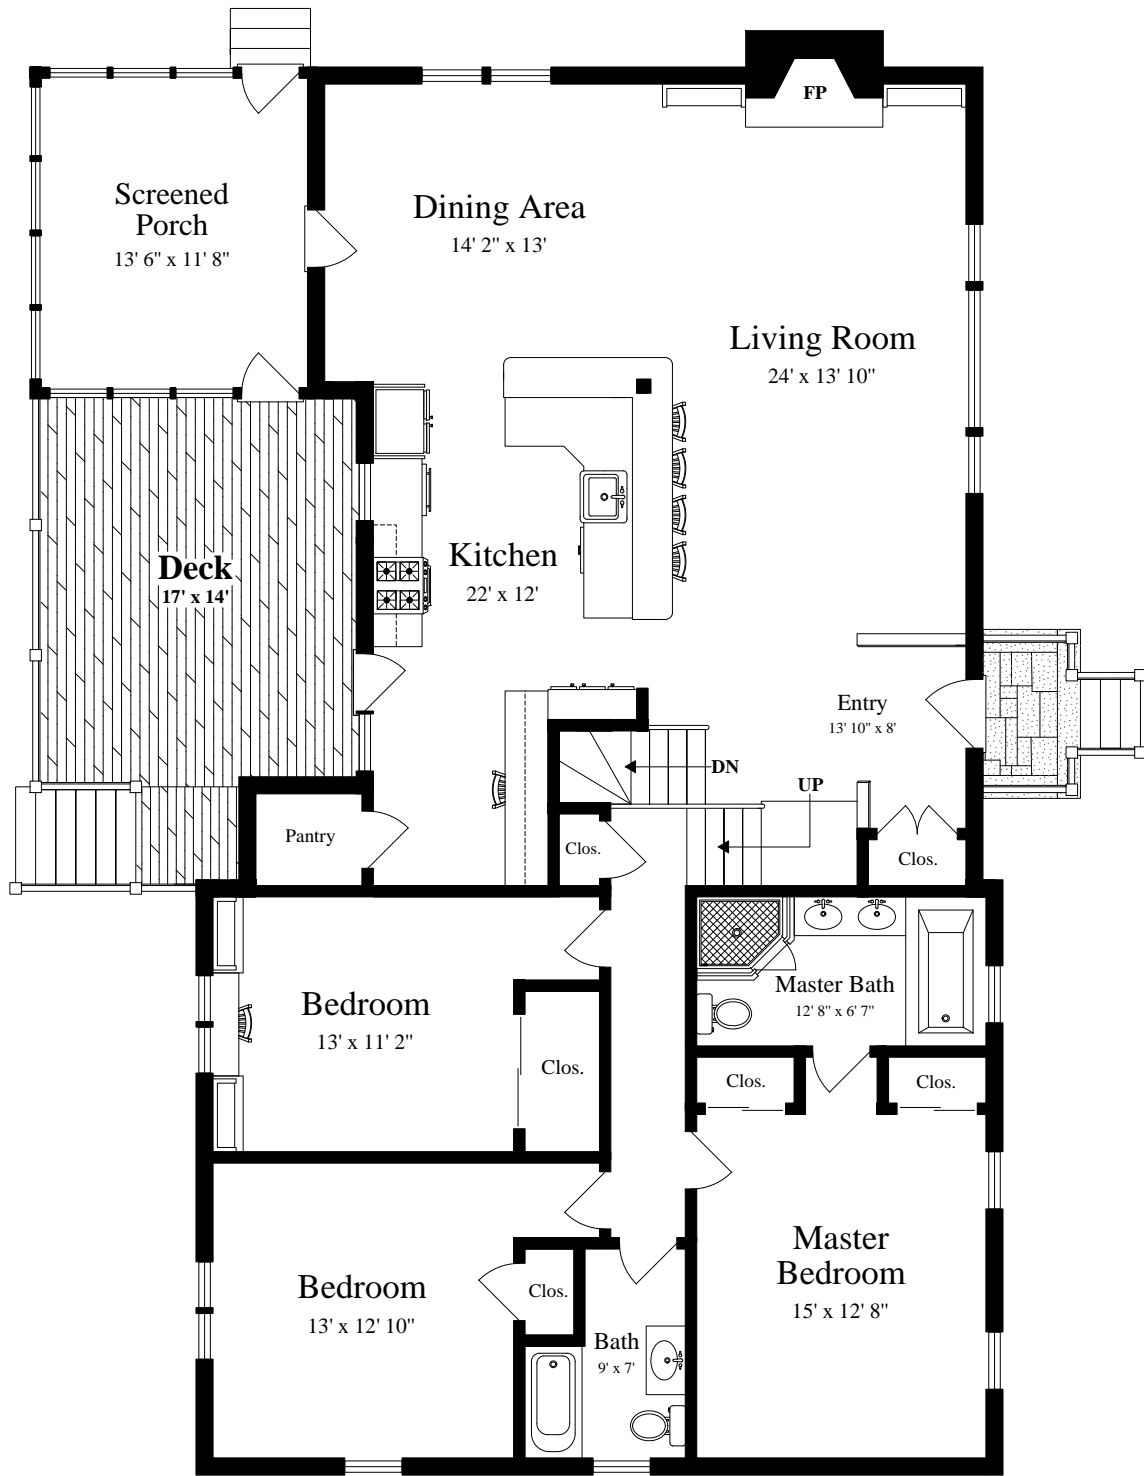 FP
Screened
Porch
13' 6" x 11' 8"
Dining Area
14' 2" x 13'
Living Room
24' x 13' 10"
Kitchen
22' x 12'
Deck
17' x 14'
Entry
13' 10" x 8'
DN
UP
Pantry
Clos.
Clos.
Bedroom
13' x 11' 2"
Clos.
Master Bath
12' 8" x 6' 7"
Clos.
Clos.
Master
Bedroom
15' x 12' 8"
Bedroom
13' x 12' 10"
Clos.
Bath
9' x 7'